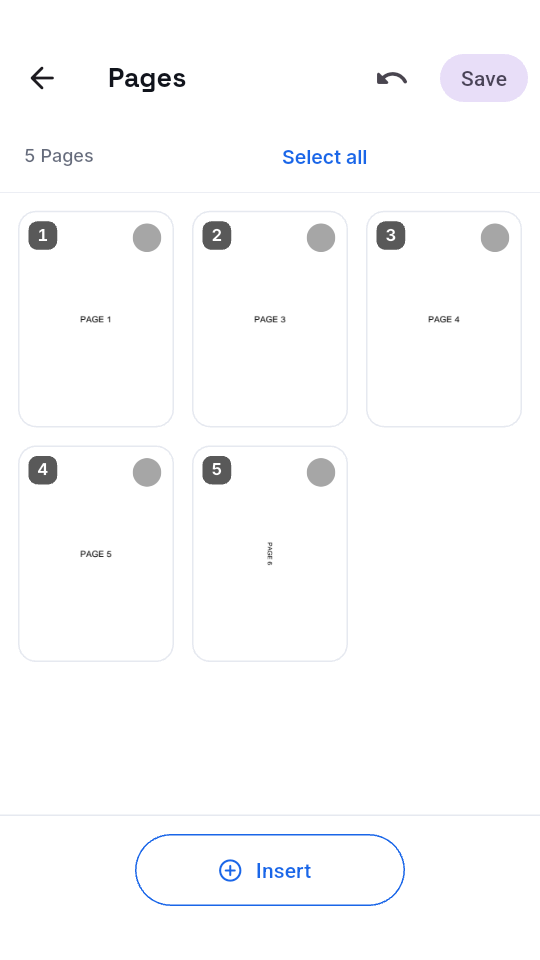 Pages
Save
5 Pages
Select all
1
2
3
PAGE 1
PAGE 3
PAGE 4
4
5
PAGE 5
PAGE 6
Insert